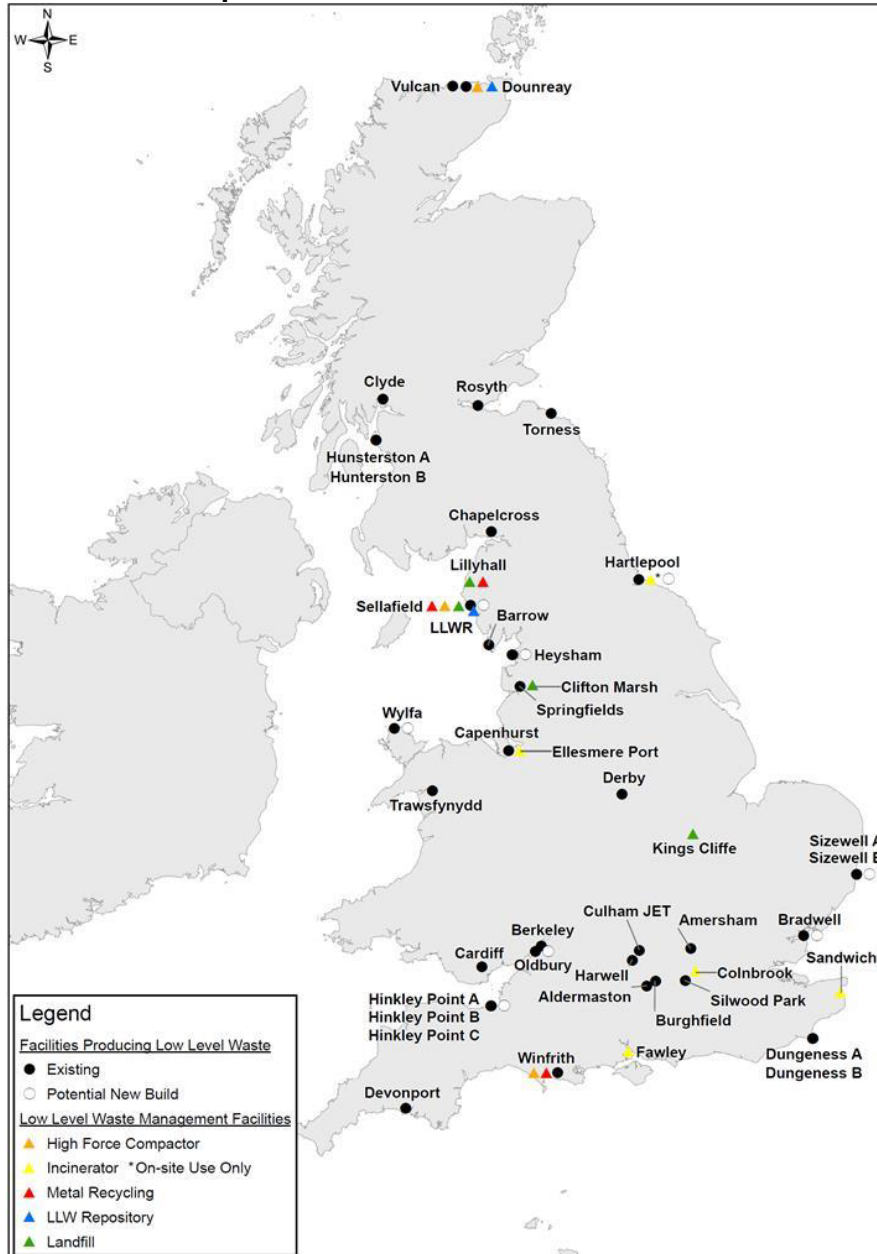 N
W E
S
Vulcan Dounreay
Clyde
Rosyth
Torness
Hunsterston A
Hunterston B
Chapelcross
Lillyhall
Hartlepool *
Sellafield
LLWR
Barrow
Heysham
Clifton Marsh
Springfields
Wylfa
Capenhurst
Ellesmere Port
Trawsfynydd
Derby
Kings Cliffe
Sizewell A
Sizewell
Culham JET
Amersham
Bradwell
Berkeley
Sandwich
Cardiff
Oldbury
Harwell
Colnbrook
Aldermaston
Silwood Park
Burghfield
Hinkley Point A
Hinkley Point B
Hinkley Point C
Winfrith
Fawley
Dungeness A
Dungeness B
Devonport
Legend
Facilities Producing Low Level Waste
Existing
Potential New Build
Low Level Waste Management Facilities
High Force Compactor
Incinerator *On-site Use Only
Metal Recycling
LLW Repository
Landfill